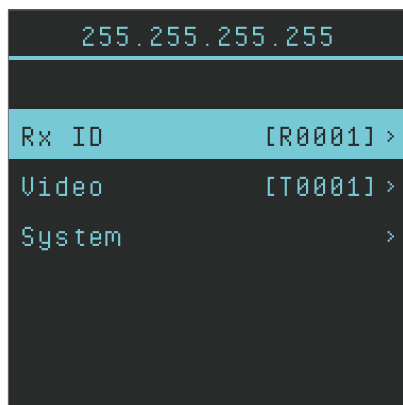 255.255.255.255
Rx ID [R0001] >
Video [T0001] >
System >